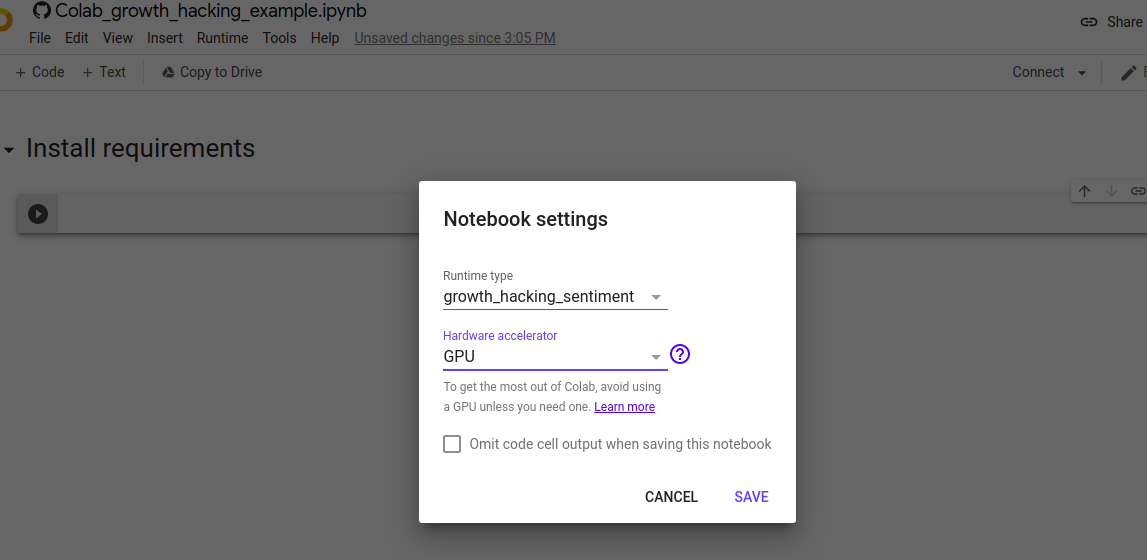 Colab_growth_hacking_example.ipynb
Share
File Edit View Insert Runtime Tools Help Unsaved changes since 3:05 PM
+ Code + Text Copy to Drive Connect
Install requirements
Notebook settings
Runtime type
growth_hacking_sentiment
Hardware accelerator
GPU
To get the most out of Colab, avoid using
a GPU unless you need one. Learn more
Omit code cell output when saving this notebook
CANCEL SAVE